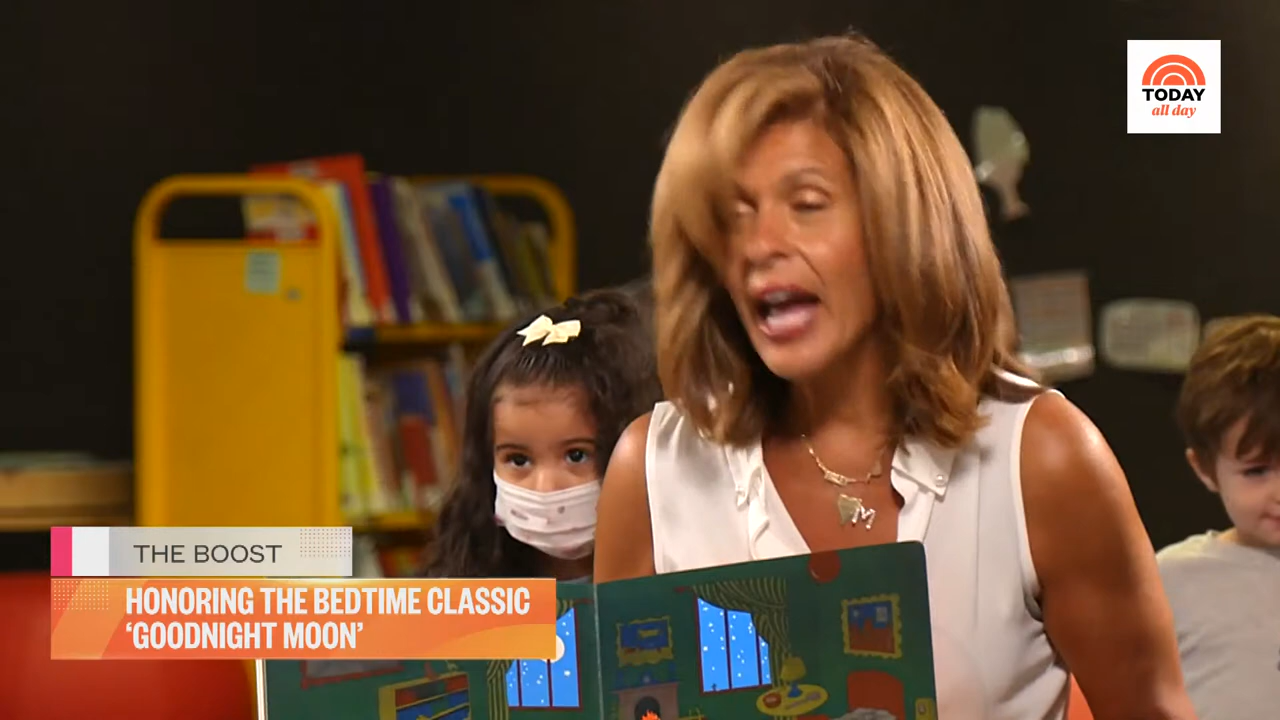 TODAY
all day
M
THE BOOST
HONORING THE BEDTIME CLASSIC
‘GOODNIGHT MOON’